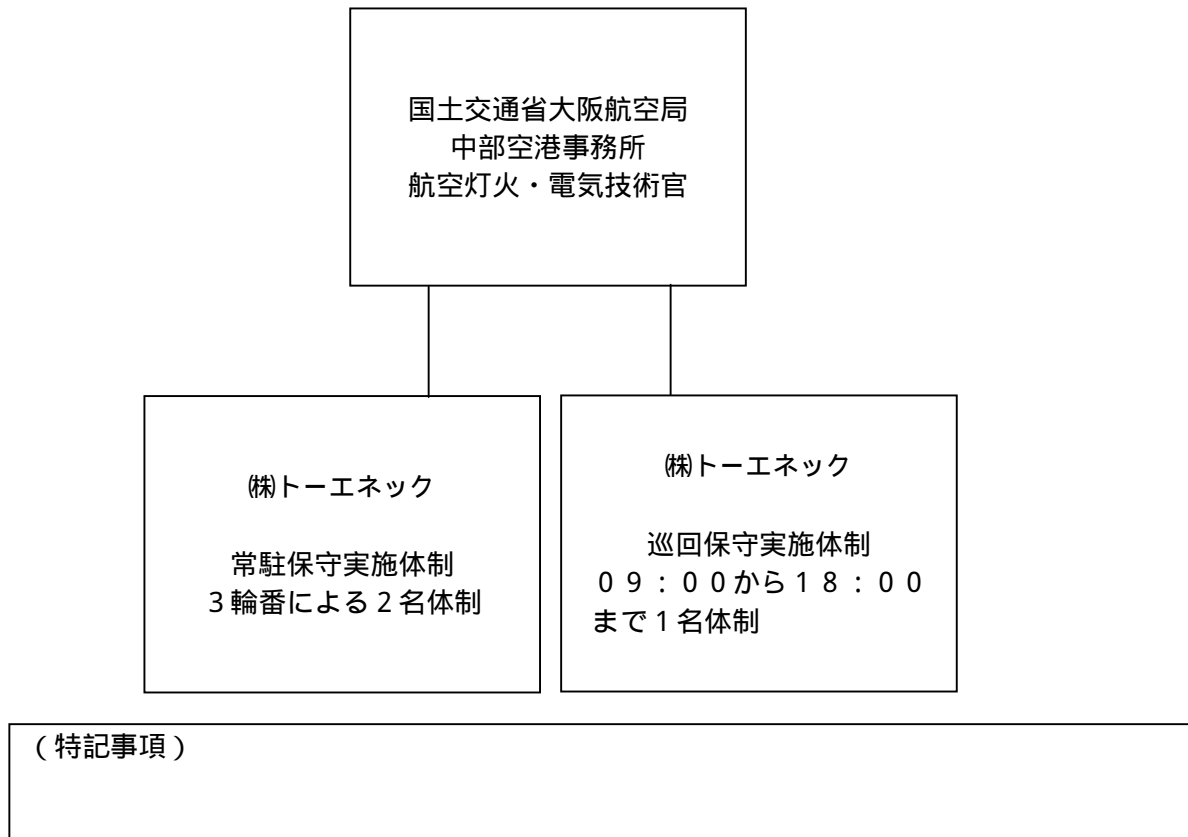 国土交通省大阪航空局
中部空港事務所
航空灯火・電気技術官
㈱トーエネック
常駐保守実施体制
3輪番による2名体制
㈱トーエネック
巡回保守実施体制
09:00から18:00
まで1名体制
(特記事項)